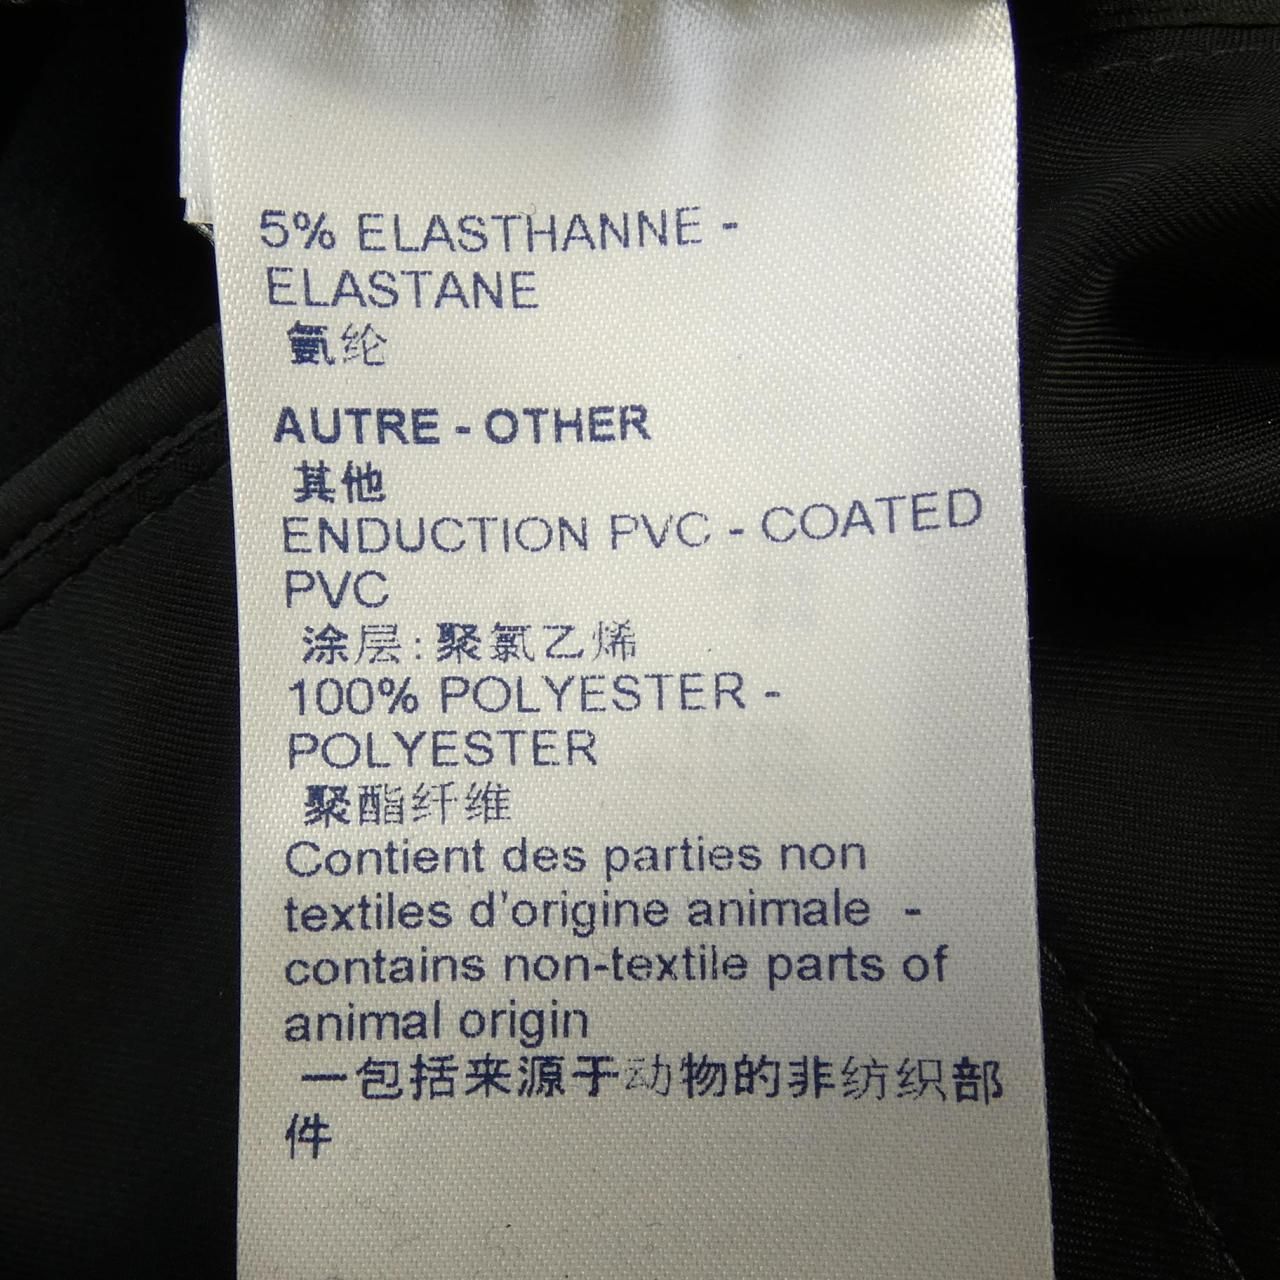 5% ELASTHANNE -
ELASTANE
氨纶
AUTRE - OTHER
其他
ENDUCTION PVC - COATED
PVC
涂层:聚氯乙烯
100% POLYESTER -
POLYESTER
聚酯纤维
Contient des parties non
textiles d'origine animale -
contains non-textile parts of
animal origin
一包括来源于动物的非纺织部
件